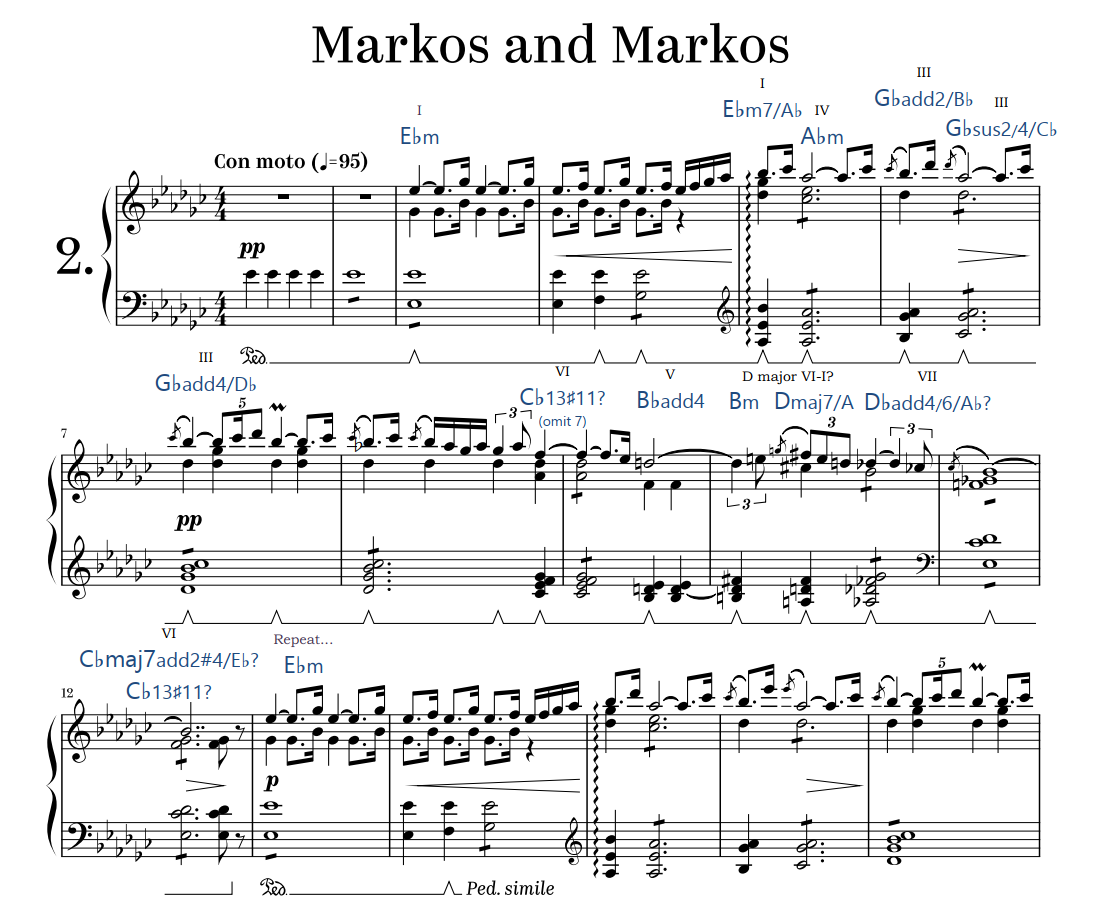 Markos and Markos
I
III
E♭m7/A♭
IV
G♭add2/B♭
III
I
E♭m
A♭m
G♭sus2/4/C♭
Con moto (♩=95)
2.
pp
Ped.
III
VI
V
D major VI-I?
VII
G♭add4/D♭
C♭13♯11?
(omit 7)
B♭add4
Bm
Dmaj7/A
D♭add4/6/A♭?
7
5
3
3
3
3
pp
VI
Repeat...
C♭maj7add2#4/E♭?
E♭m
C♭13♯11?
12
5
p
Ped.
Ped. simile